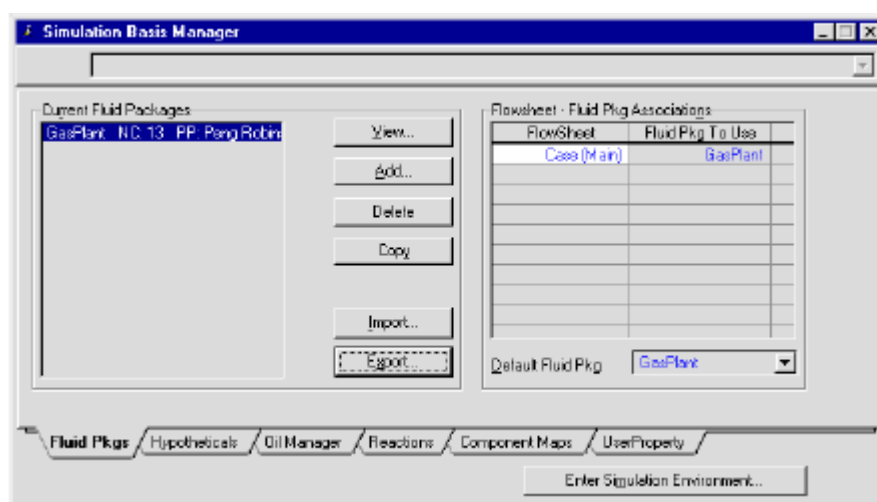 Simulation Basis Manager
Current Fluid Packages
GasPlant NC: 13 PP: Peng Robin
View...
Add...
Delete
Copy
Import...
Export...
Flowsheet - Fluid Pkg Associations
FlowSheet Fluid Pkg To Use
Case (Main) GasPlant
Default Fluid Pkg GasPlant
Fluid Pkgs Hypotheticals Oil Manager Reactions Component Maps UserProperty
Enter Simulation Environment...